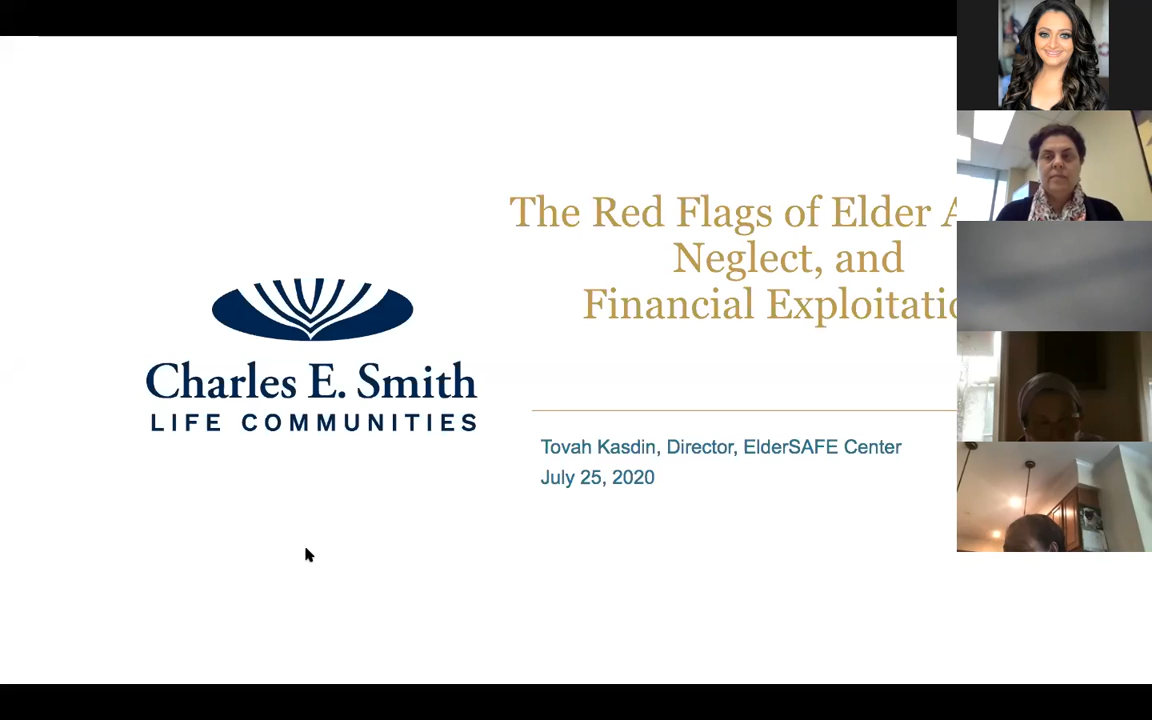 The Red Flags of Elder A
Neglect, and
Financial Exploitatio
Charles E. Smith
LIFE COMMUNITIES
Tovah Kasdin, Director, ElderSAFE Center
July 25, 2020